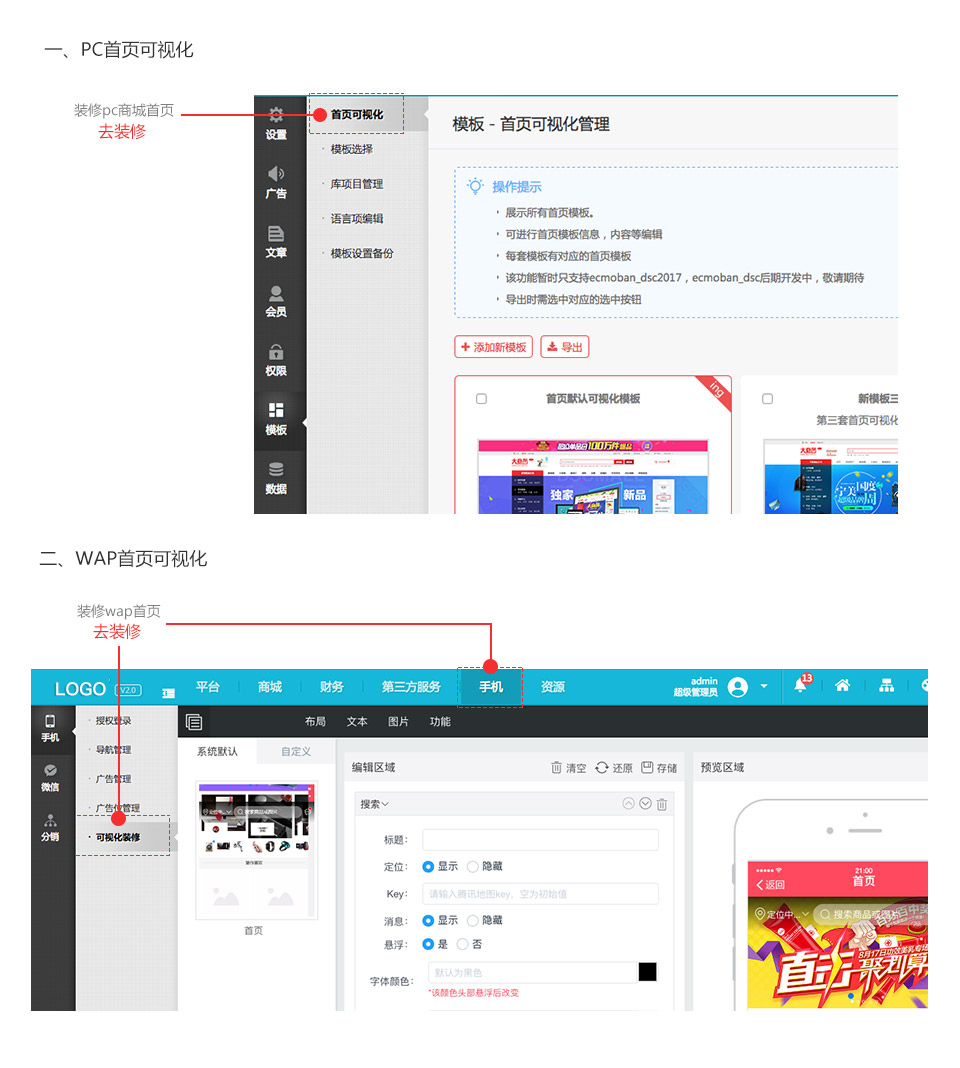 一、PC首页可视化
装修pc商城首页
去装修
设置
广告
文章
会员
权限
模板
数据
首页可视化
模板选择
库项目管理
语言项编辑
模板设置备份
模板 - 首页可视化管理
操作提示
展示所有首页模板。
可进行首页模板信息，内容等编辑
每套模板有对应的首页模板
该功能暂时只支持ecmoban_dsc2017，ecmoban_dsc后期开发中，敬请期待
导出时需选中对应的选中按钮
添加新模板
导出
首页默认可视化模板
ing
新模板三
第三套首页可视化
大商创
独家
新品
大商创
二、WAP首页可视化
装修wap首页
去装修
LOGO V2.0
平台
商城
财务
第三方服务
手机
资源
admin
超级管理员
13
手机
微信
分销
授权登录
导航管理
广告管理
广告位管理
可视化装修
布局
文本
图片
功能
系统默认
自定义
首页
编辑区域
清空
还原
存储
搜索
标题：
定位：
显示
隐藏
Key：
请输入腾讯地图key，空为初始值
消息：
显示
隐藏
悬浮：
是
否
字体颜色：
默认为黑色
*该颜色头部悬浮后改变
预览区域
21:00
返回
首页
定位中...
搜索商品或店铺
直击
聚划算